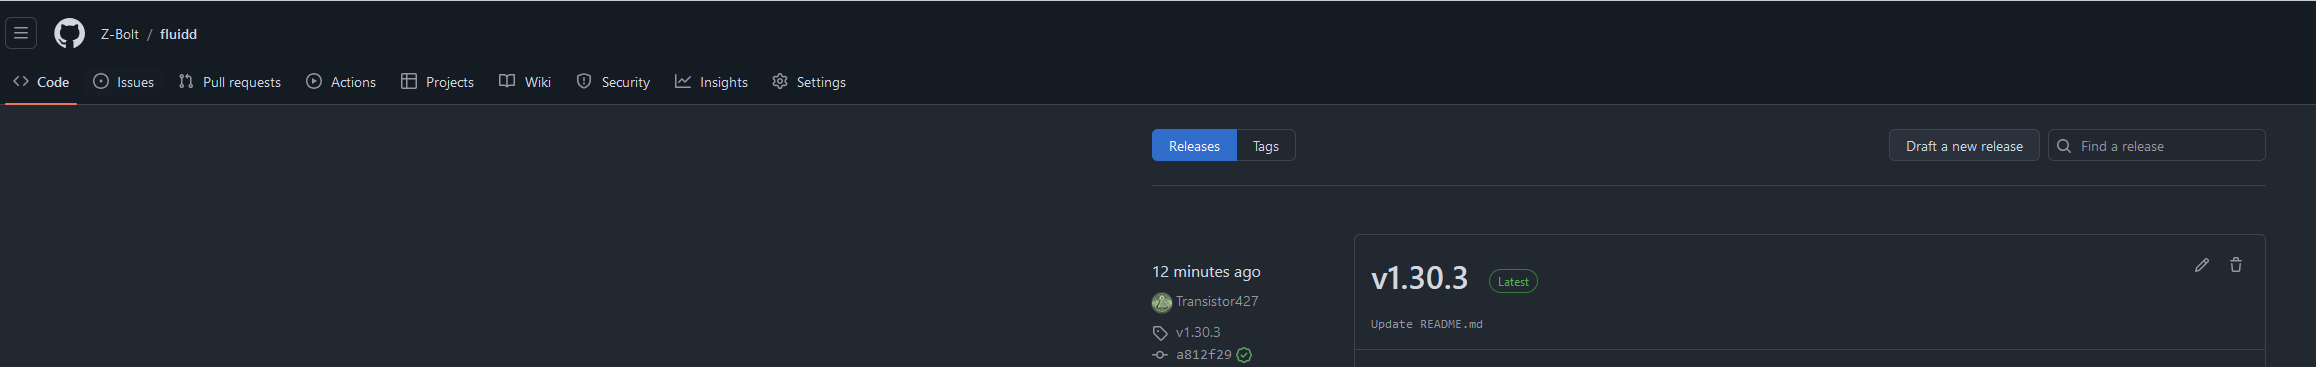 Z-Bolt / fluidd
Code Issues Pull requests Actions Projects Wiki Security Insights Settings
Releases Tags Draft a new release Find a release
12 minutes ago
Transistor427
v1.30.3
a812f29
v1.30.3 Latest
Update README.md